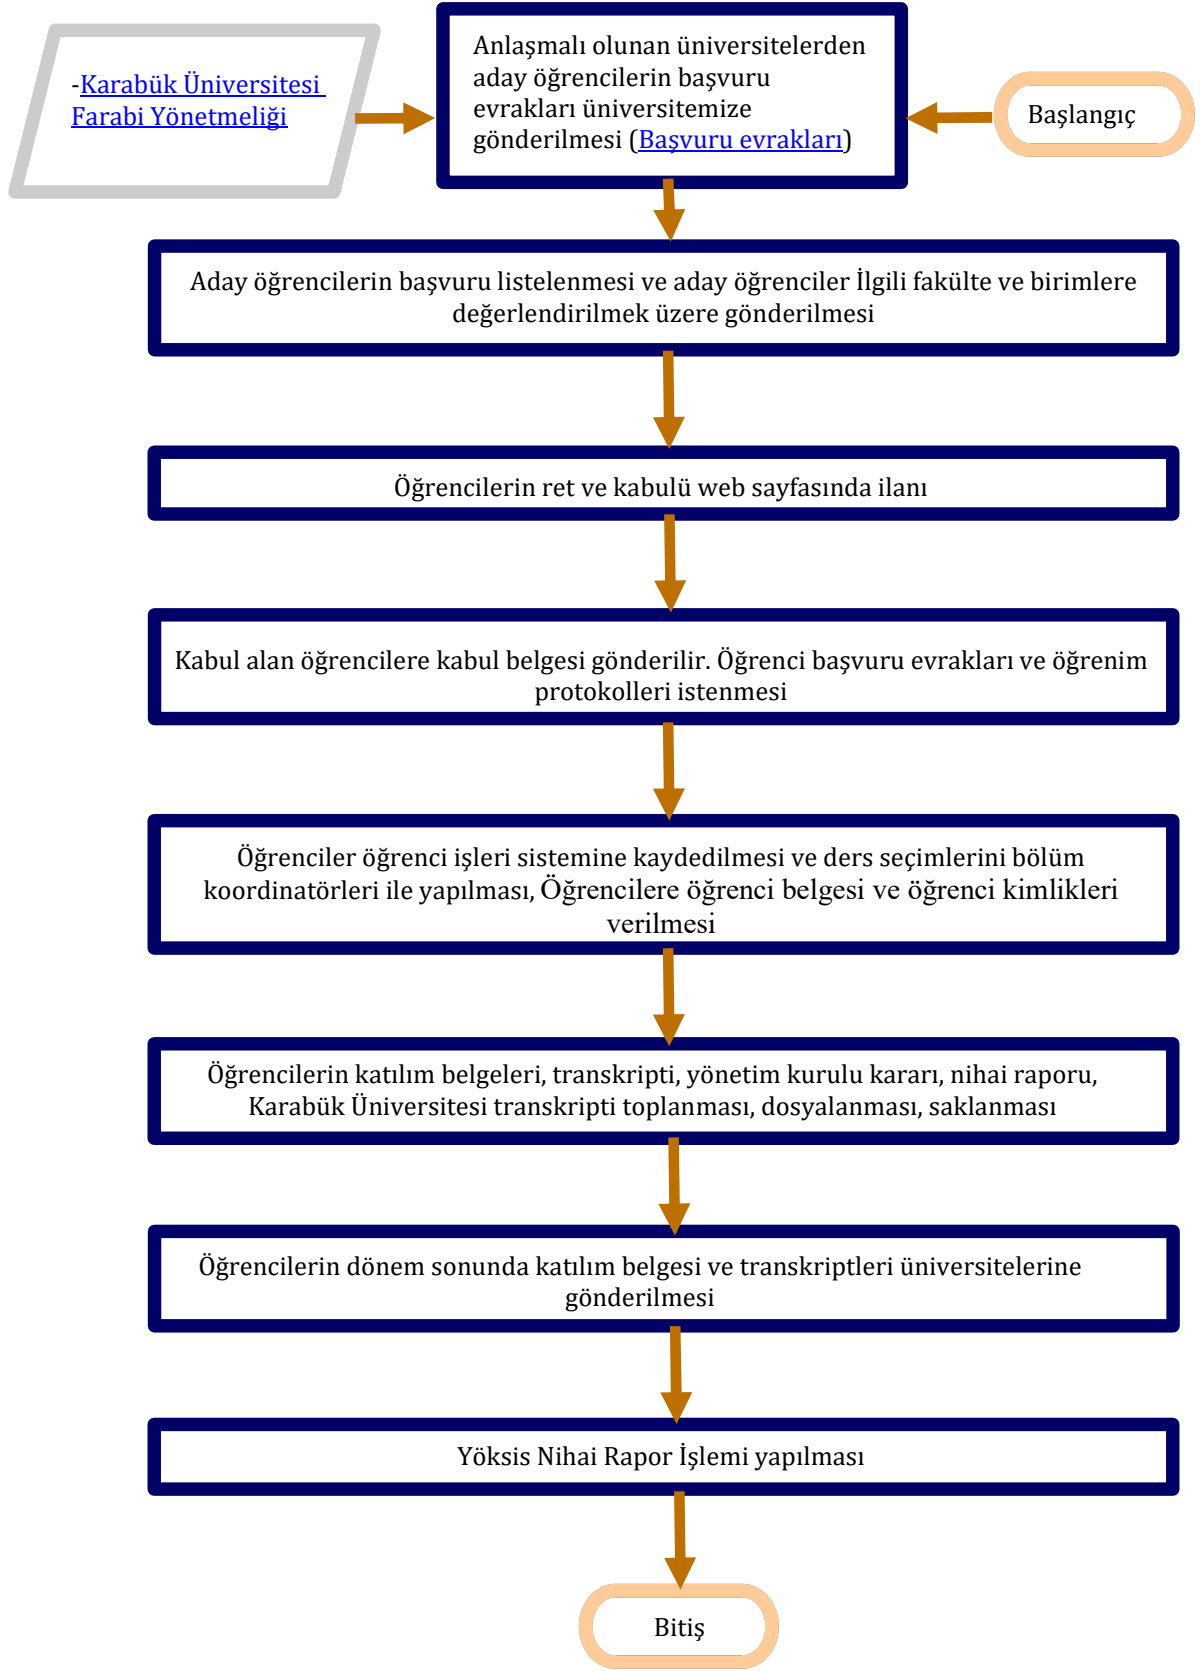 -Karabük Üniversitesi
Farabi Yönetmeliği
Anlaşmalı olunan üniversitelerden
aday öğrencilerin başvuru
evrakları üniversitemize
gönderilmesi (Başvuru evrakları)
Başlangıç
Aday öğrencilerin başvuru listelenmesi ve aday öğrenciler İlgili fakülte ve birimlere
değerlendirilmek üzere gönderilmesi
Öğrencilerin ret ve kabulü web sayfasında ilanı
Kabul alan öğrencilere kabul belgesi gönderilir. Öğrenci başvuru evrakları ve öğrenim
protokolleri istenmesi
Öğrenciler öğrenci işleri sistemine kaydedilmesi ve ders seçimlerini bölüm
koordinatörleri ile yapılması, Öğrencilere öğrenci belgesi ve öğrenci kimlikleri
verilmesi
Öğrencilerin katılım belgeleri, transkripti, yönetim kurulu kararı, nihai raporu,
Karabük Üniversitesi transkripti toplanması, dosyalanması, saklanması
Öğrencilerin dönem sonunda katılım belgesi ve transkriptleri üniversitelerine
gönderilmesi
Yöksis Nihai Rapor İşlemi yapılması
Bitiş